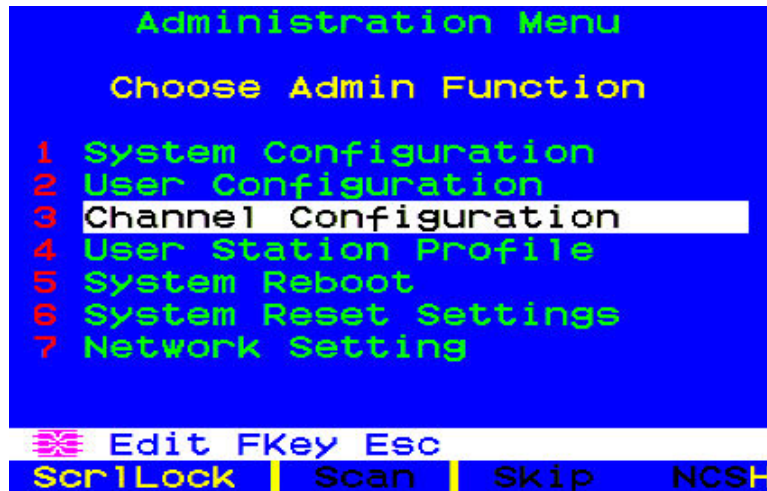 Administration Menu
Choose Admin Function
1 System Configuration
2 User Configuration
3 Channel Configuration
4 User Station Profile
5 System Reboot
6 System Reset Settings
7 Network Setting
Edit FKey Esc
ScrlLock Scan Skip NCSH